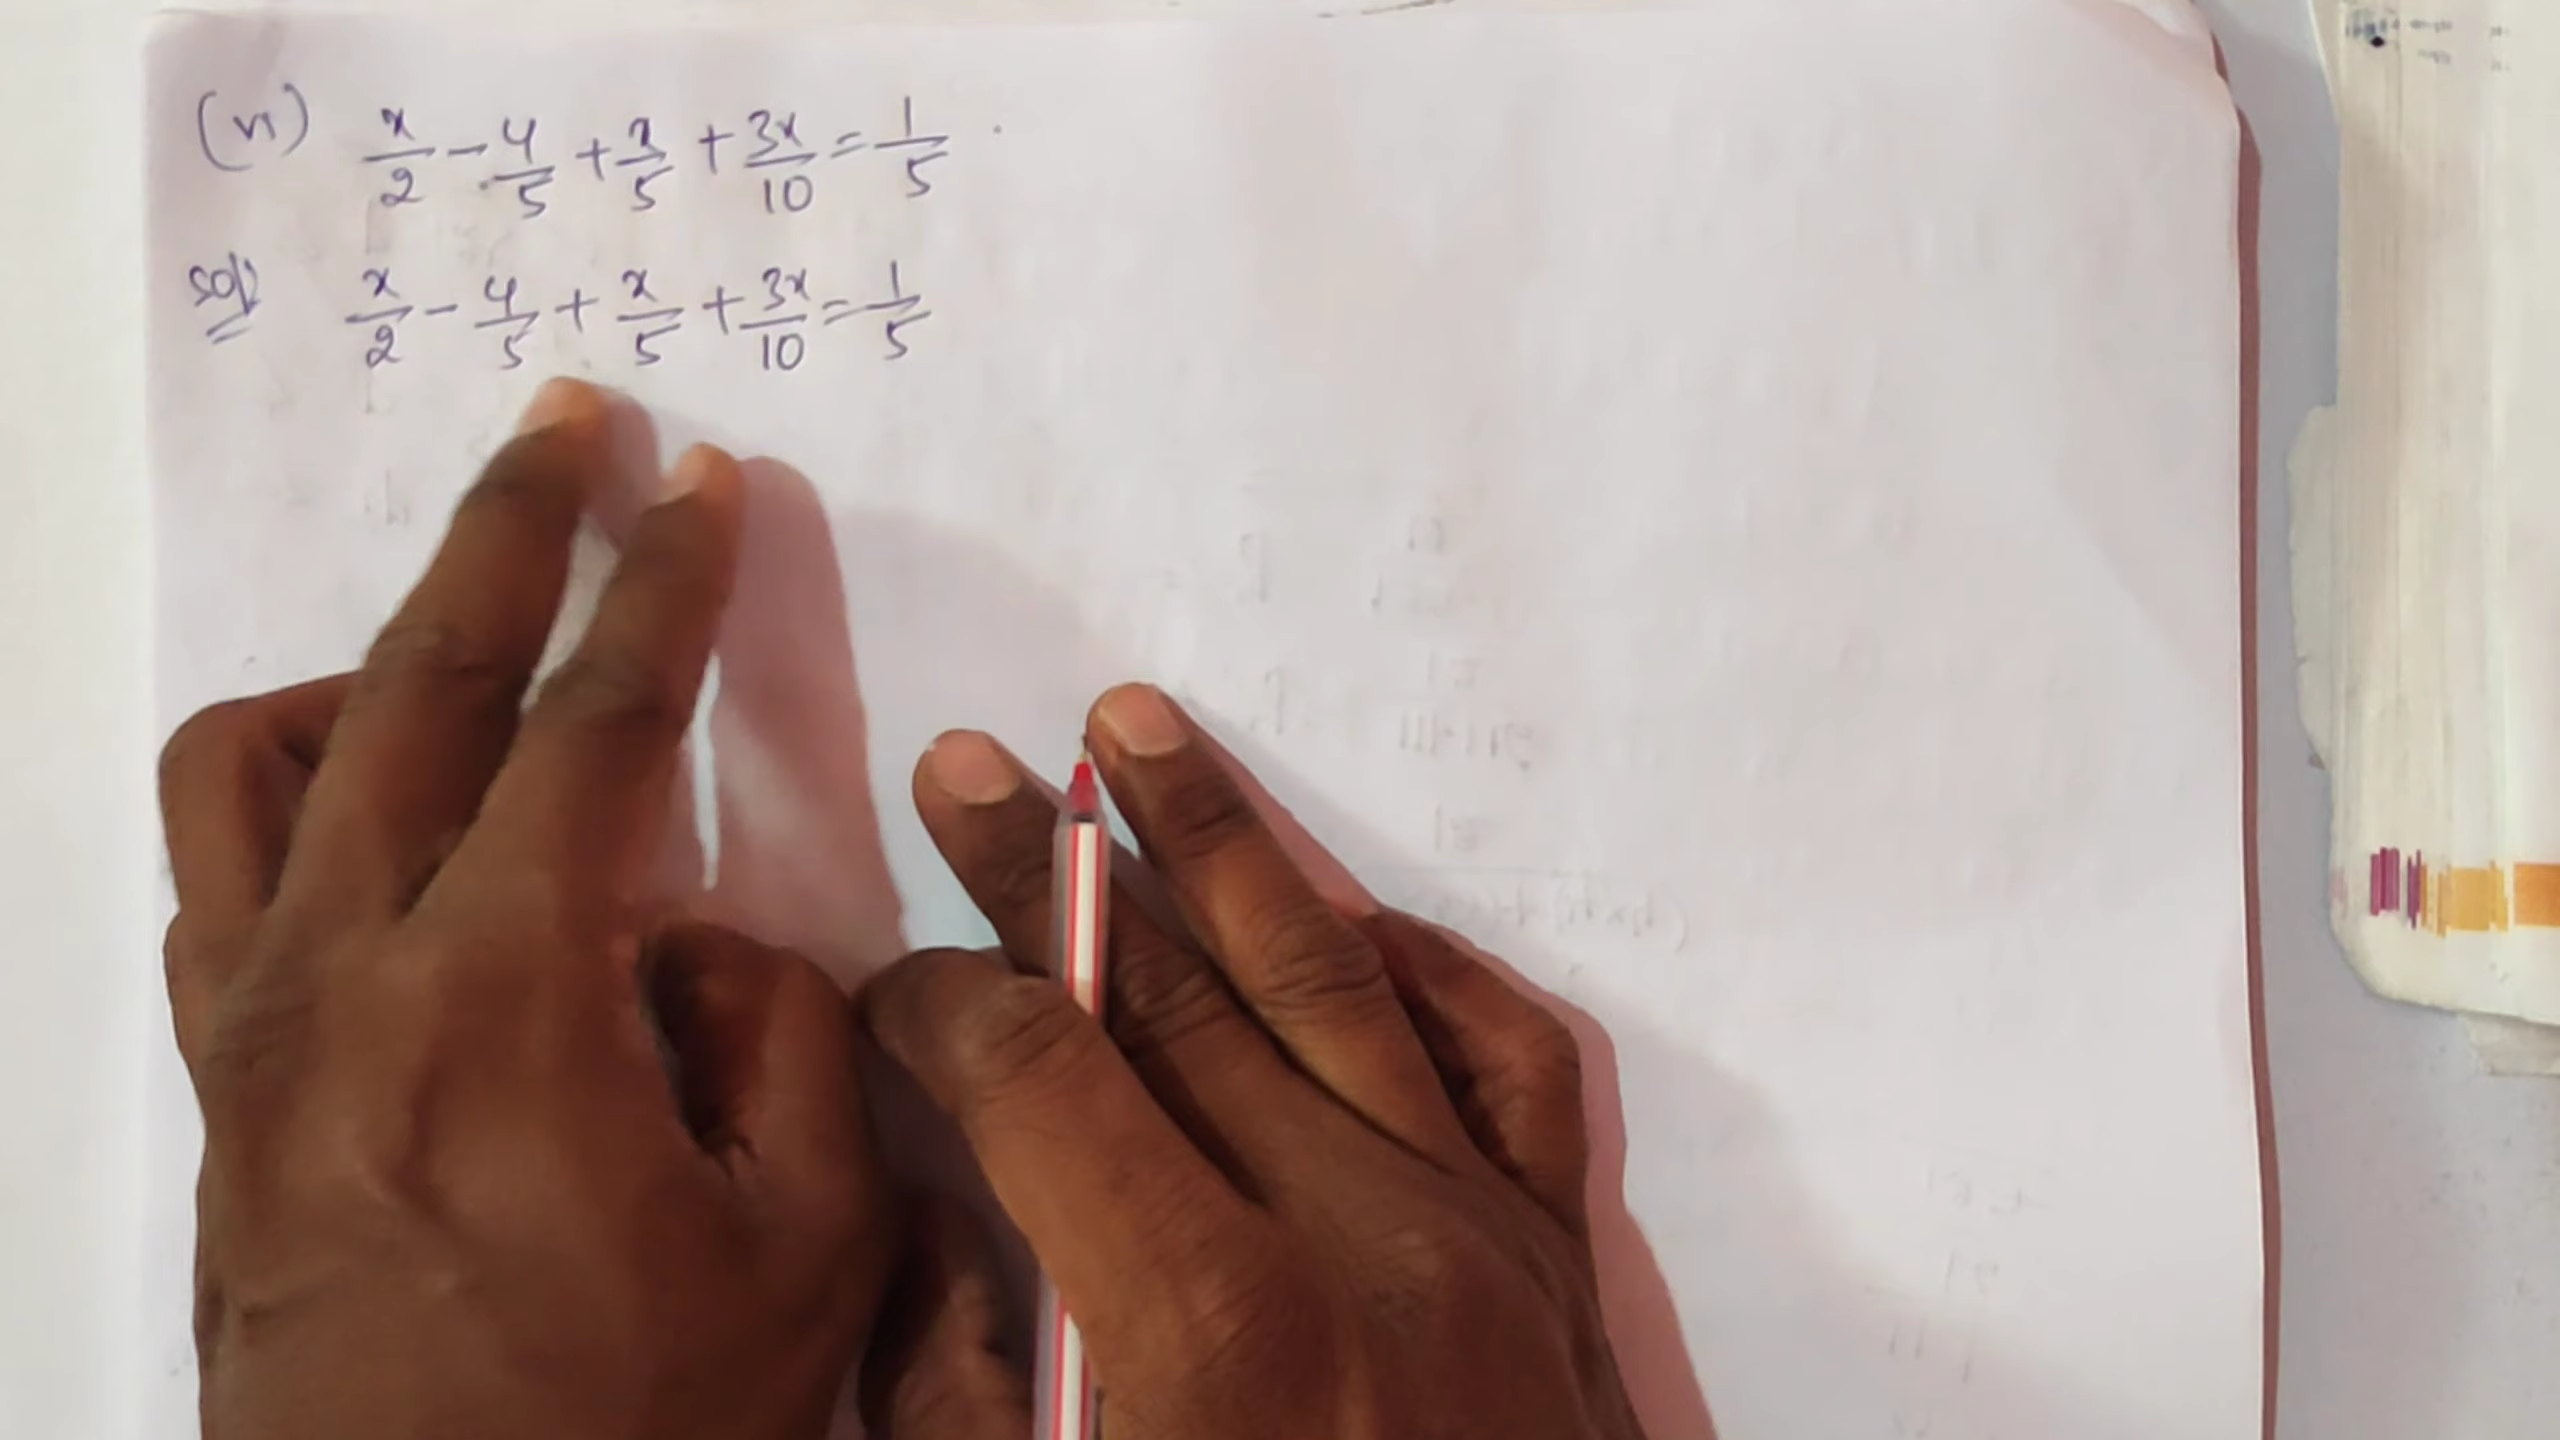 (vi) x/2 - 4/5 + x/5 + 3x/10 = 1/5
Sol) x/2 - 4/5 + x/5 + 3x/10 = 1/5